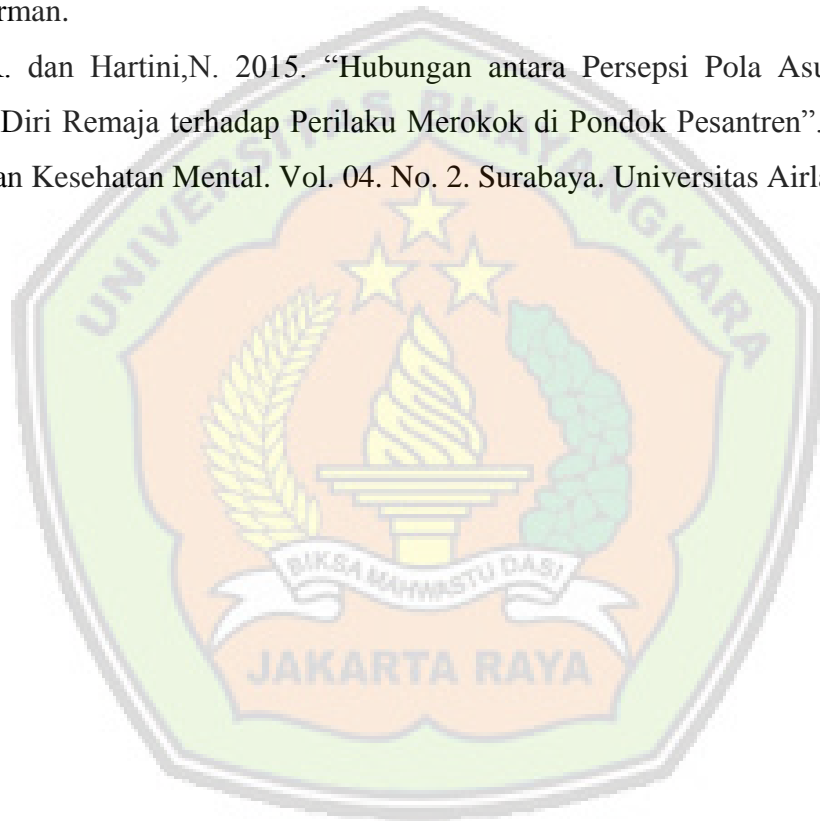 rman.
R. dan Hartini,N. 2015. “Hubungan antara Persepsi Pola Asu
Diri Remaja terhadap Perilaku Merokok di Pondok Pesantren”.
an Kesehatan Mental. Vol. 04. No. 2. Surabaya. Universitas Airla
UNIVERSITAS BHAYANGKARA
BIKSA MAHWASTU DASI
JAKARTA RAYA